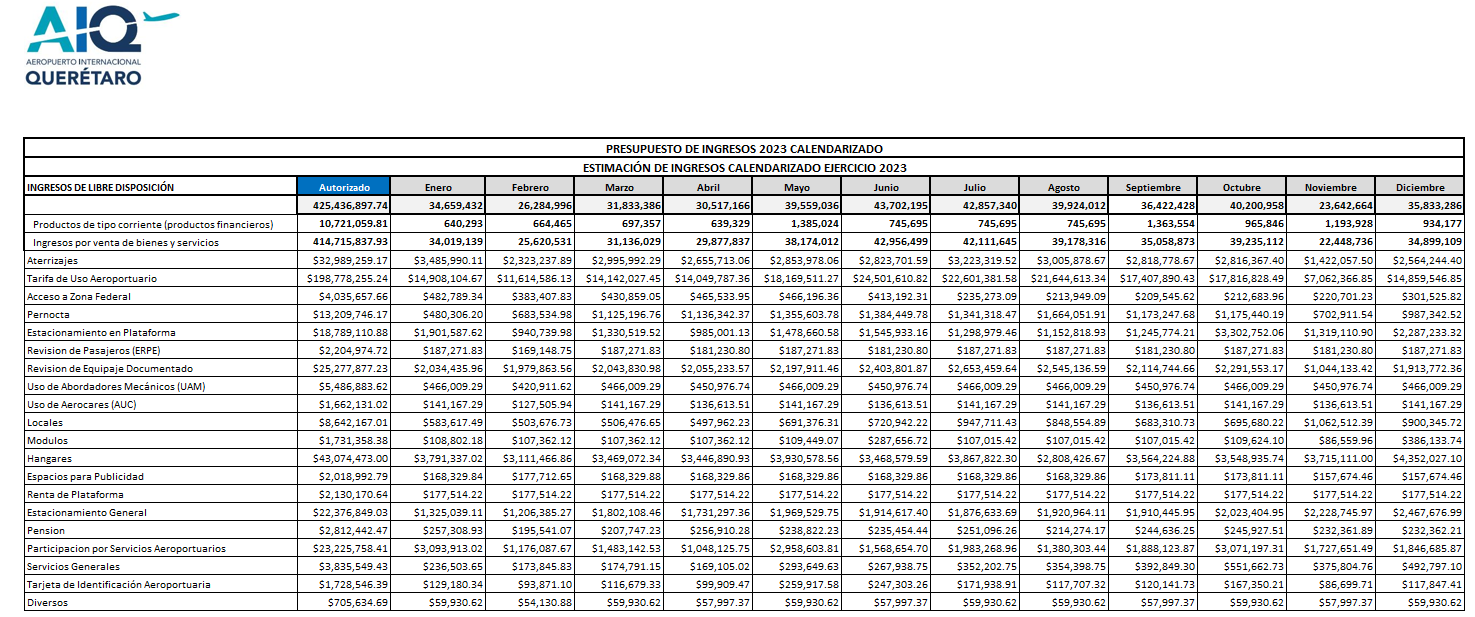 AIQ
AEROPUERTO INTERNACIONAL
QUERÉTARO
PRESUPUESTO DE INGRESOS 2023 CALENDARIZADO
ESTIMACIÓN DE INGRESOS CALENDARIZADO EJERCICIO 2023
INGRESOS DE LIBRE DISPOSICIÓN Autorizado Enero Febrero Marzo Abril Mayo Junio Julio Agosto Septiembre Octubre Noviembre Diciembre
425,436,897.74 34,659,432 26,284,996 31,833,386 30,517,166 39,559,036 43,702,195 42,857,340 39,924,012 36,422,428 40,200,958 23,642,664 35,833,286
Productos de tipo corriente (productos financieros) 10,721,059.81 640,293 664,465 697,357 639,329 1,385,024 745,695 745,695 745,695 1,363,554 965,846 1,193,928 934,177
Ingresos por venta de bienes y servicios 414,715,837.93 34,019,139 25,620,531 31,136,029 29,877,837 38,174,012 42,956,499 42,111,645 39,178,316 35,058,873 39,235,112 22,448,736 34,899,109
Aterrizajes $32,989,259.17 $3,485,990.11 $2,323,237.89 $2,995,992.29 $2,655,713.06 $2,853,978.06 $2,823,701.59 $3,223,319.52 $3,005,878.67 $2,818,778.67 $2,816,367.40 $1,422,057.50 $2,564,244.40
Tarifa de Uso Aeroportuario $198,778,255.24 $14,908,104.67 $11,614,586.13 $14,142,027.45 $14,049,787.36 $18,169,511.27 $24,501,610.82 $22,601,381.58 $21,644,613.34 $17,407,890.43 $17,816,828.49 $7,062,366.85 $14,859,546.85
Acceso a Zona Federal $4,035,657.66 $482,789.34 $383,407.83 $430,859.05 $465,533.95 $466,196.36 $413,192.31 $235,273.09 $213,949.09 $209,545.62 $212,683.96 $220,701.23 $301,525.82
Pernocta $13,209,746.17 $480,306.20 $683,534.98 $1,125,196.76 $1,136,342.37 $1,355,603.78 $1,384,449.78 $1,341,318.47 $1,664,051.91 $1,173,247.68 $1,175,440.19 $702,911.54 $987,342.52
Estacionamiento en Plataforma $18,789,110.88 $1,901,587.62 $940,739.98 $1,330,519.52 $985,001.13 $1,478,660.58 $1,545,933.16 $1,298,979.46 $1,152,818.93 $1,245,774.21 $3,302,752.06 $1,319,110.90 $2,287,233.32
Revision de Pasajeros (ERPE) $2,204,974.72 $187,271.83 $169,148.75 $187,271.83 $181,230.80 $187,271.83 $181,230.80 $187,271.83 $187,271.83 $181,230.80 $187,271.83 $181,230.80 $187,271.83
Revision de Equipaje Documentado $25,277,877.23 $2,034,435.96 $1,979,863.56 $2,043,830.98 $2,055,233.57 $2,197,911.46 $2,403,801.87 $2,653,459.64 $2,545,136.59 $2,114,744.66 $2,291,553.17 $1,044,133.42 $1,913,772.36
Uso de Abordadores Mecánicos (UAM) $5,486,883.62 $466,009.29 $420,911.62 $466,009.29 $450,976.74 $466,009.29 $450,976.74 $466,009.29 $466,009.29 $450,976.74 $466,009.29 $450,976.74 $466,009.29
Uso de Aerocares (AUC) $1,662,131.02 $141,167.29 $127,505.94 $141,167.29 $136,613.51 $141,167.29 $136,613.51 $141,167.29 $141,167.29 $136,613.51 $141,167.29 $136,613.51 $141,167.29
Locales $8,642,167.01 $583,617.49 $503,676.73 $506,476.65 $497,962.23 $691,376.31 $720,942.22 $947,711.43 $848,554.89 $683,310.73 $695,680.22 $1,062,512.39 $900,345.72
Modulos $1,731,358.38 $108,802.18 $107,362.12 $107,362.12 $107,362.12 $109,449.07 $287,656.72 $107,015.42 $107,015.42 $107,015.42 $109,624.10 $86,559.96 $386,133.74
Hangares $43,074,473.00 $3,791,337.02 $3,111,466.86 $3,469,072.34 $3,446,890.93 $3,930,578.56 $3,468,579.59 $3,867,822.30 $2,808,426.67 $3,564,224.88 $3,548,935.74 $3,715,111.00 $4,352,027.10
Espacios para Publicidad $2,018,992.79 $168,329.84 $177,712.65 $168,329.88 $168,329.86 $168,329.86 $168,329.86 $168,329.86 $168,329.86 $173,811.11 $173,811.11 $157,674.46 $157,674.46
Renta de Plataforma $2,130,170.64 $177,514.22 $177,514.22 $177,514.22 $177,514.22 $177,514.22 $177,514.22 $177,514.22 $177,514.22 $177,514.22 $177,514.22 $177,514.22 $177,514.22
Estacionamiento General $22,376,849.03 $1,325,039.11 $1,206,385.27 $1,802,108.46 $1,731,297.36 $1,969,529.75 $1,914,617.40 $1,876,633.69 $1,920,964.11 $1,910,445.95 $2,023,404.95 $2,228,745.97 $2,467,676.99
Pension $2,812,442.47 $257,308.93 $195,541.07 $207,747.23 $256,910.28 $238,822.23 $235,454.44 $251,096.26 $214,274.17 $244,636.25 $245,927.51 $232,361.89 $232,362.21
Participacion por Servicios Aeroportuarios $23,225,758.41 $3,093,913.02 $1,176,087.67 $1,483,142.53 $1,048,125.75 $2,958,603.81 $1,568,654.70 $1,983,268.96 $1,380,303.44 $1,888,123.87 $3,071,197.31 $1,727,651.49 $1,846,685.87
Servicios Generales $3,835,549.43 $236,503.65 $173,845.83 $174,791.15 $169,105.02 $293,649.63 $267,938.75 $352,202.75 $354,398.75 $392,849.30 $551,662.73 $375,804.76 $492,797.10
Tarjeta de Identificación Aeroportuaria $1,728,546.39 $129,180.34 $93,871.10 $116,679.33 $99,909.47 $259,917.58 $247,303.26 $171,938.91 $117,707.32 $120,141.73 $167,350.21 $86,699.71 $117,847.41
Diversos $705,634.69 $59,930.62 $54,130.88 $59,930.62 $57,997.37 $59,930.62 $57,997.37 $59,930.62 $59,930.62 $57,997.37 $59,930.62 $57,997.37 $59,930.62